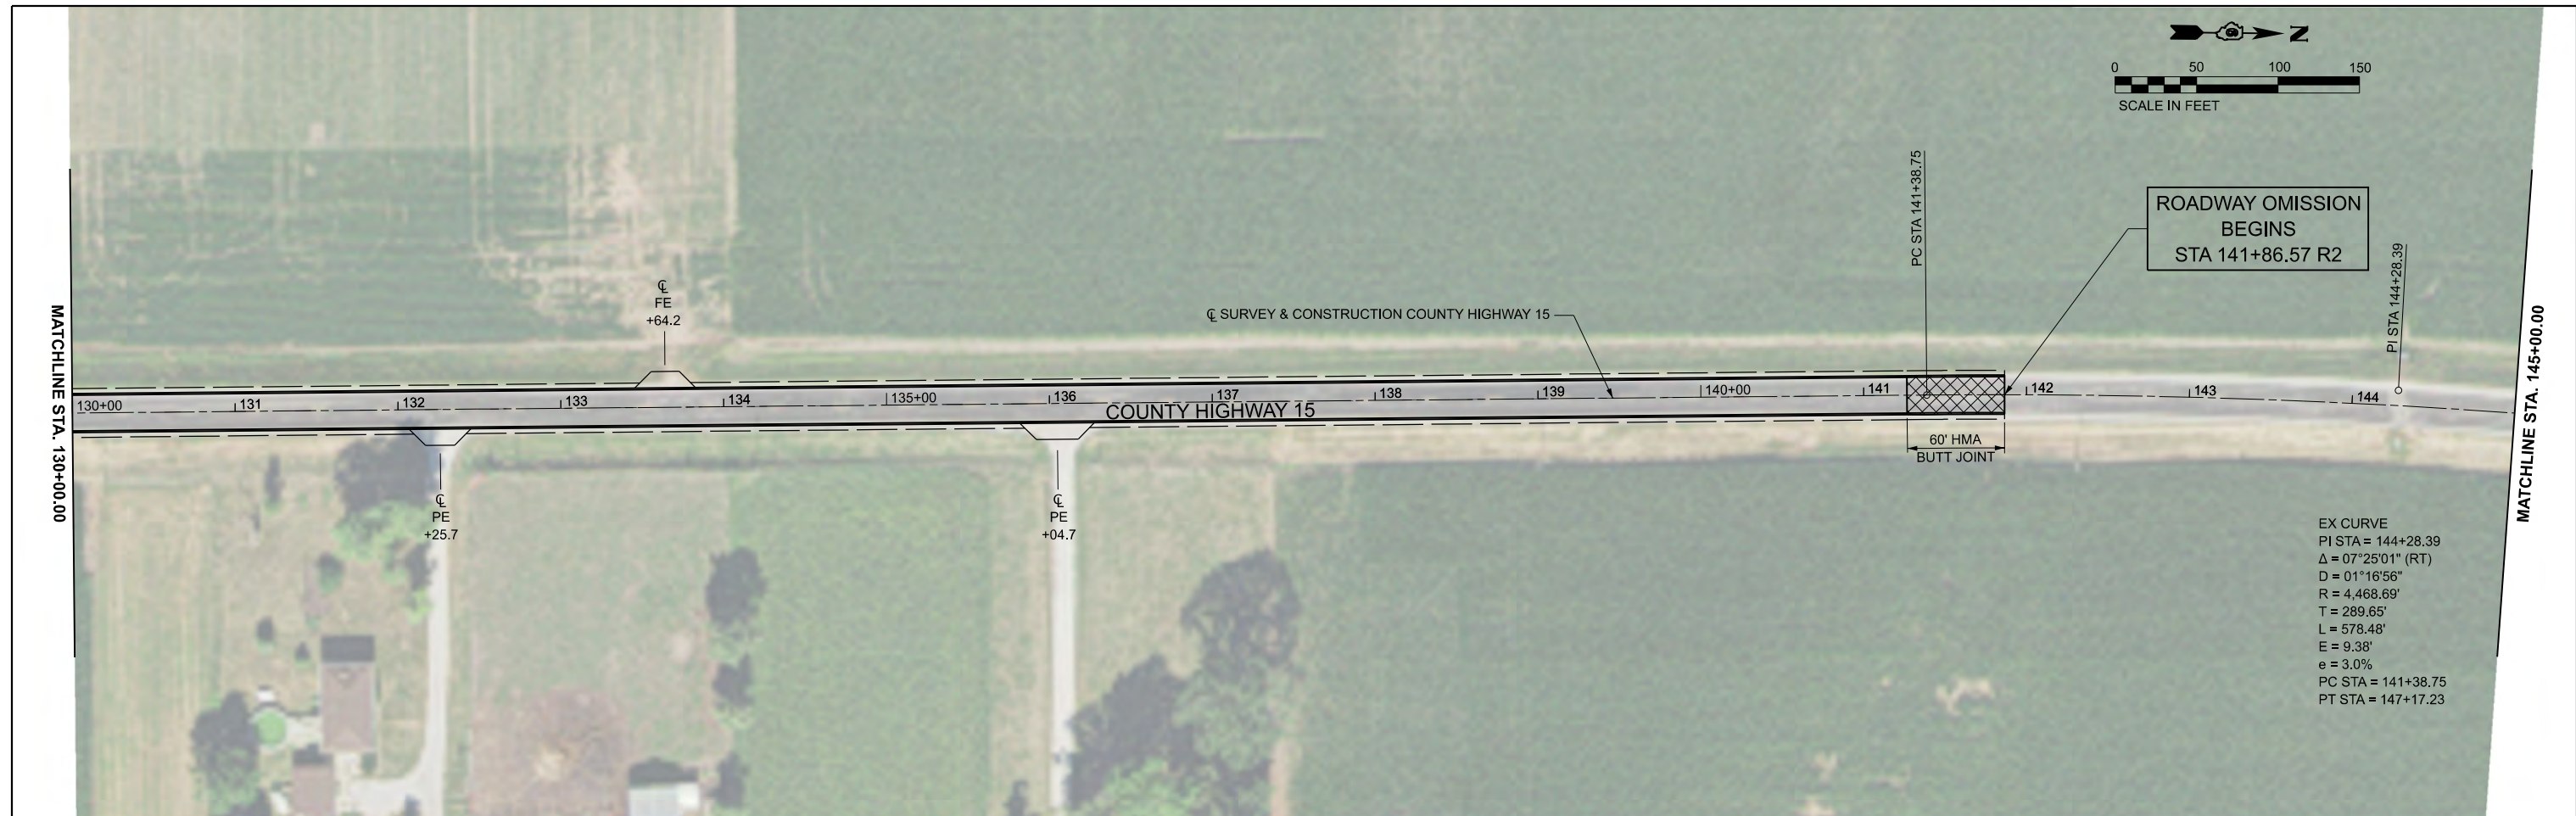 N
0 50 100 150
SCALE IN FEET
PC STA 141+38.75
ROADWAY OMISSION
BEGINS
STA 141+86.57 R2
PI STA 144+28.39
MATCHLINE STA. 130+00.00
MATCHLINE STA. 145+00.00
℄
FE
+64.2
℄ SURVEY & CONSTRUCTION COUNTY HIGHWAY 15
130+00 131 132 133 134 135+00 136 137 138 139 140+00 141 142 143 144
COUNTY HIGHWAY 15
60' HMA
BUTT JOINT
℄
PE
+25.7
℄
PE
+04.7
EX CURVE
PI STA = 144+28.39
Δ = 07°25'01" (RT)
D = 01°16'56"
R = 4,468.69'
T = 289.65'
L = 578.48'
E = 9.38'
e = 3.0%
PC STA = 141+38.75
PT STA = 147+17.23